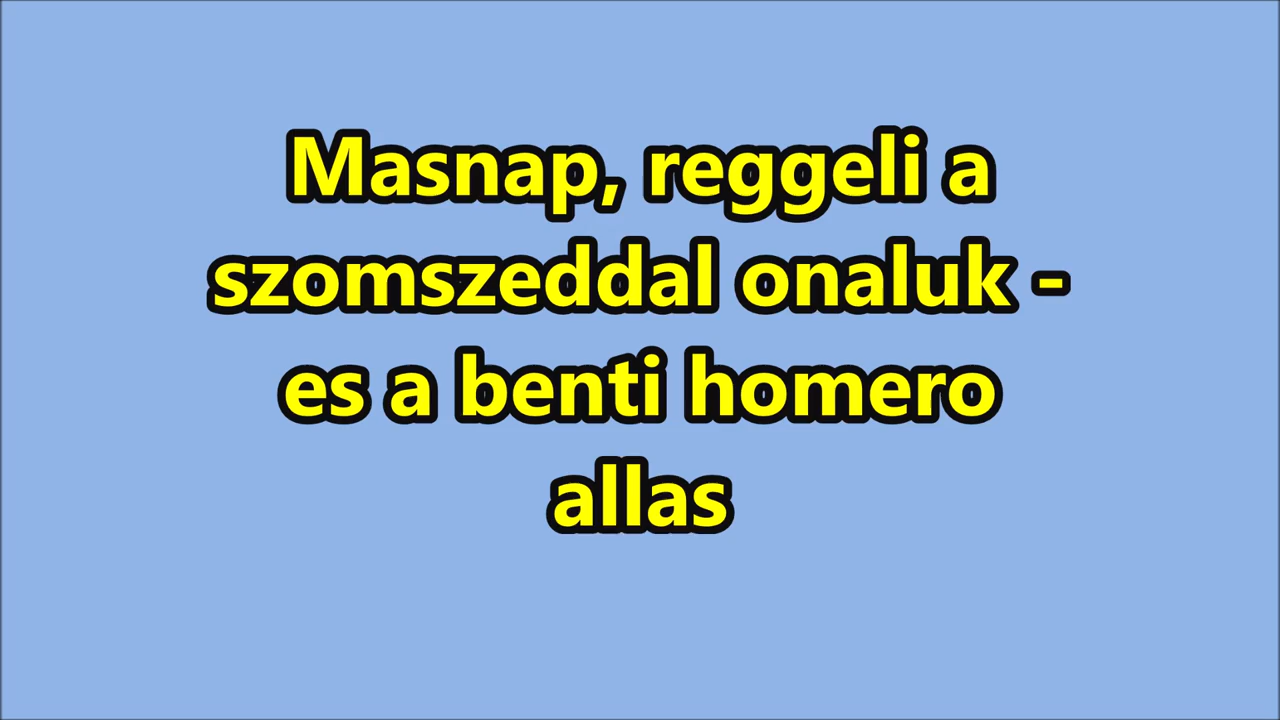 Masnap, reggeli a
szomszeddal onaluk -
es a benti homero
allas